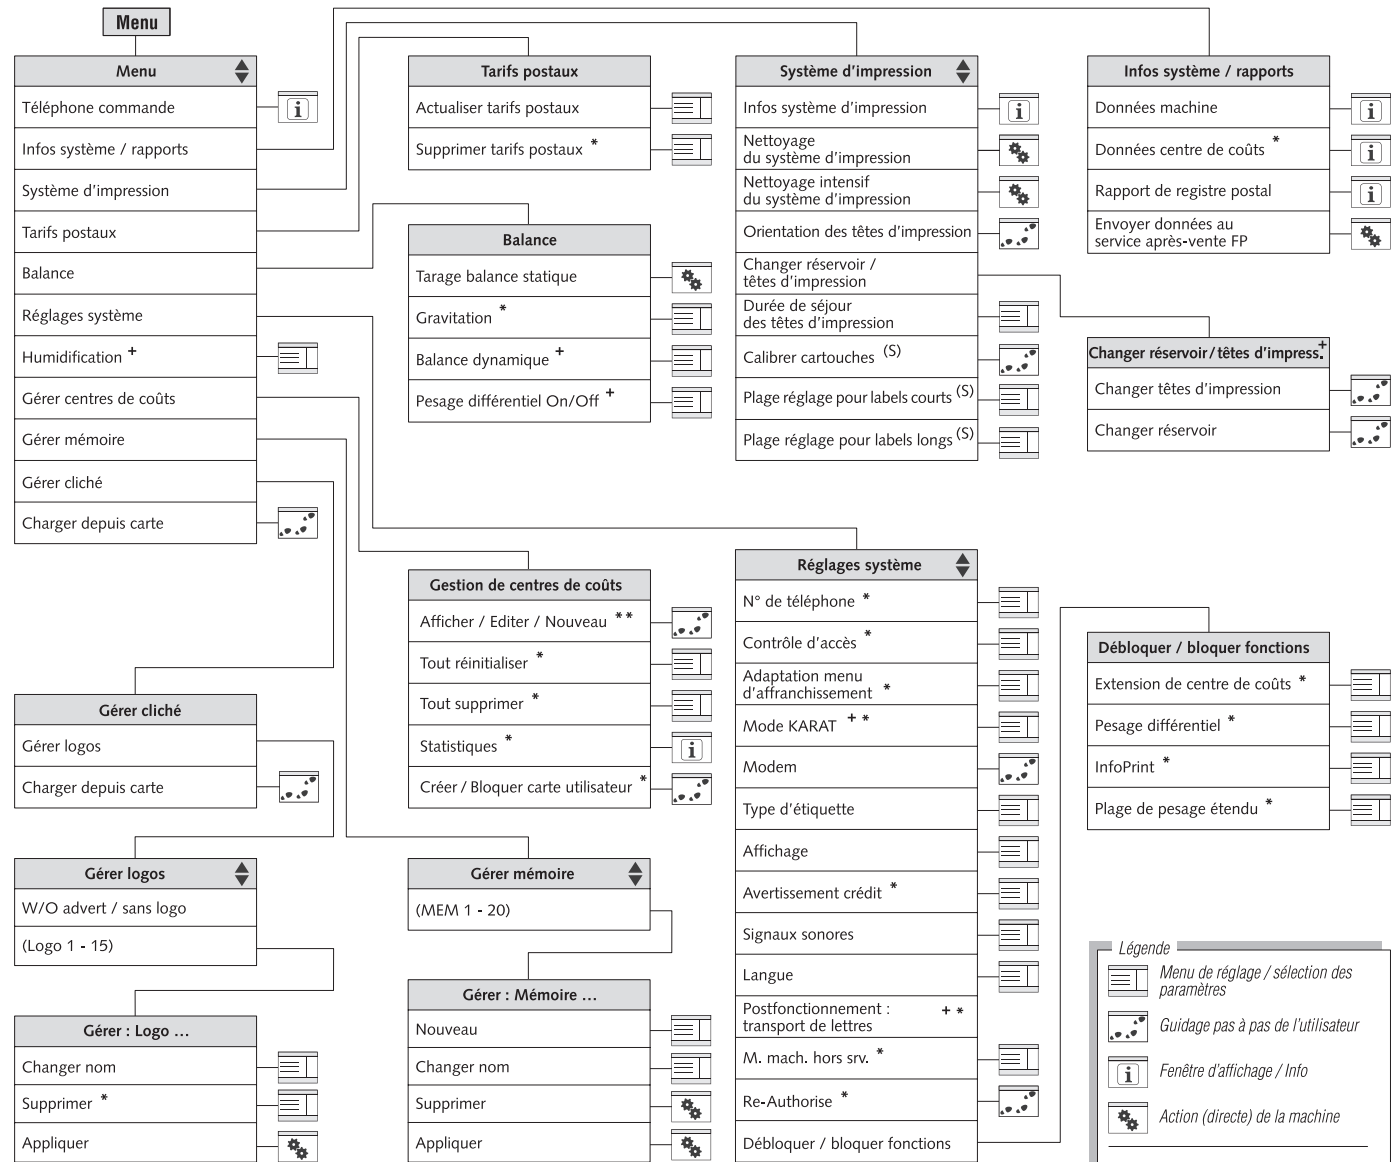 Menu
Menu
Téléphone commande
i
Infos système / rapports
Système d'impression
Tarifs postaux
Balance
Réglages système
Humidification +
Gérer centres de coûts
Gérer mémoire
Gérer cliché
Charger depuis carte
Tarifs postaux
Actualiser tarifs postaux
Supprimer tarifs postaux *
Balance
Tarage balance statique
Gravitation *
Balance dynamique +
Pesage différentiel On/Off +
Système d'impression
Infos système d'impression
i
Nettoyage
du système d'impression
Nettoyage intensif
du système d'impression
Orientation des têtes d'impression
Changer réservoir /
têtes d'impression
Durée de séjour
des têtes d'impression
Calibrer cartouches (S)
Plage réglage pour labels courts (S)
Plage réglage pour labels longs (S)
Infos système / rapports
Données machine
i
Données centre de coûts *
i
Rapport de registre postal
i
Envoyer données au
service après-vente FP
Changer réservoir / têtes d'impress. +
Changer têtes d'impression
Changer réservoir
Gestion de centres de coûts
Afficher / Editer / Nouveau **
Tout réinitialiser *
Tout supprimer *
Statistiques *
i
Créer / Bloquer carte utilisateur *
Réglages système
N° de téléphone *
Contrôle d'accès *
Adaptation menu
d'affranchissement *
Mode KARAT + *
Modem
Type d'étiquette
Affichage
Avertissement crédit *
Signaux sonores
Langue
Postfonctionnement :
transport de lettres + *
M. mach. hors srv. *
Re-Authorise *
Débloquer / bloquer fonctions
Débloquer / bloquer fonctions
Extension de centre de coûts *
Pesage différentiel *
InfoPrint *
Plage de pesage étendu *
Gérer cliché
Gérer logos
Charger depuis carte
Gérer logos
W/O advert / sans logo
(Logo 1 - 15)
Gérer : Logo ...
Changer nom
Supprimer *
Appliquer
Gérer mémoire
(MEM 1 - 20)
Gérer : Mémoire ...
Nouveau
Changer nom
Supprimer
Appliquer
Légende
Menu de réglage / sélection des
paramètres
Guidage pas à pas de l'utilisateur
i
Fenêtre d'affichage / Info
Action (directe) de la machine